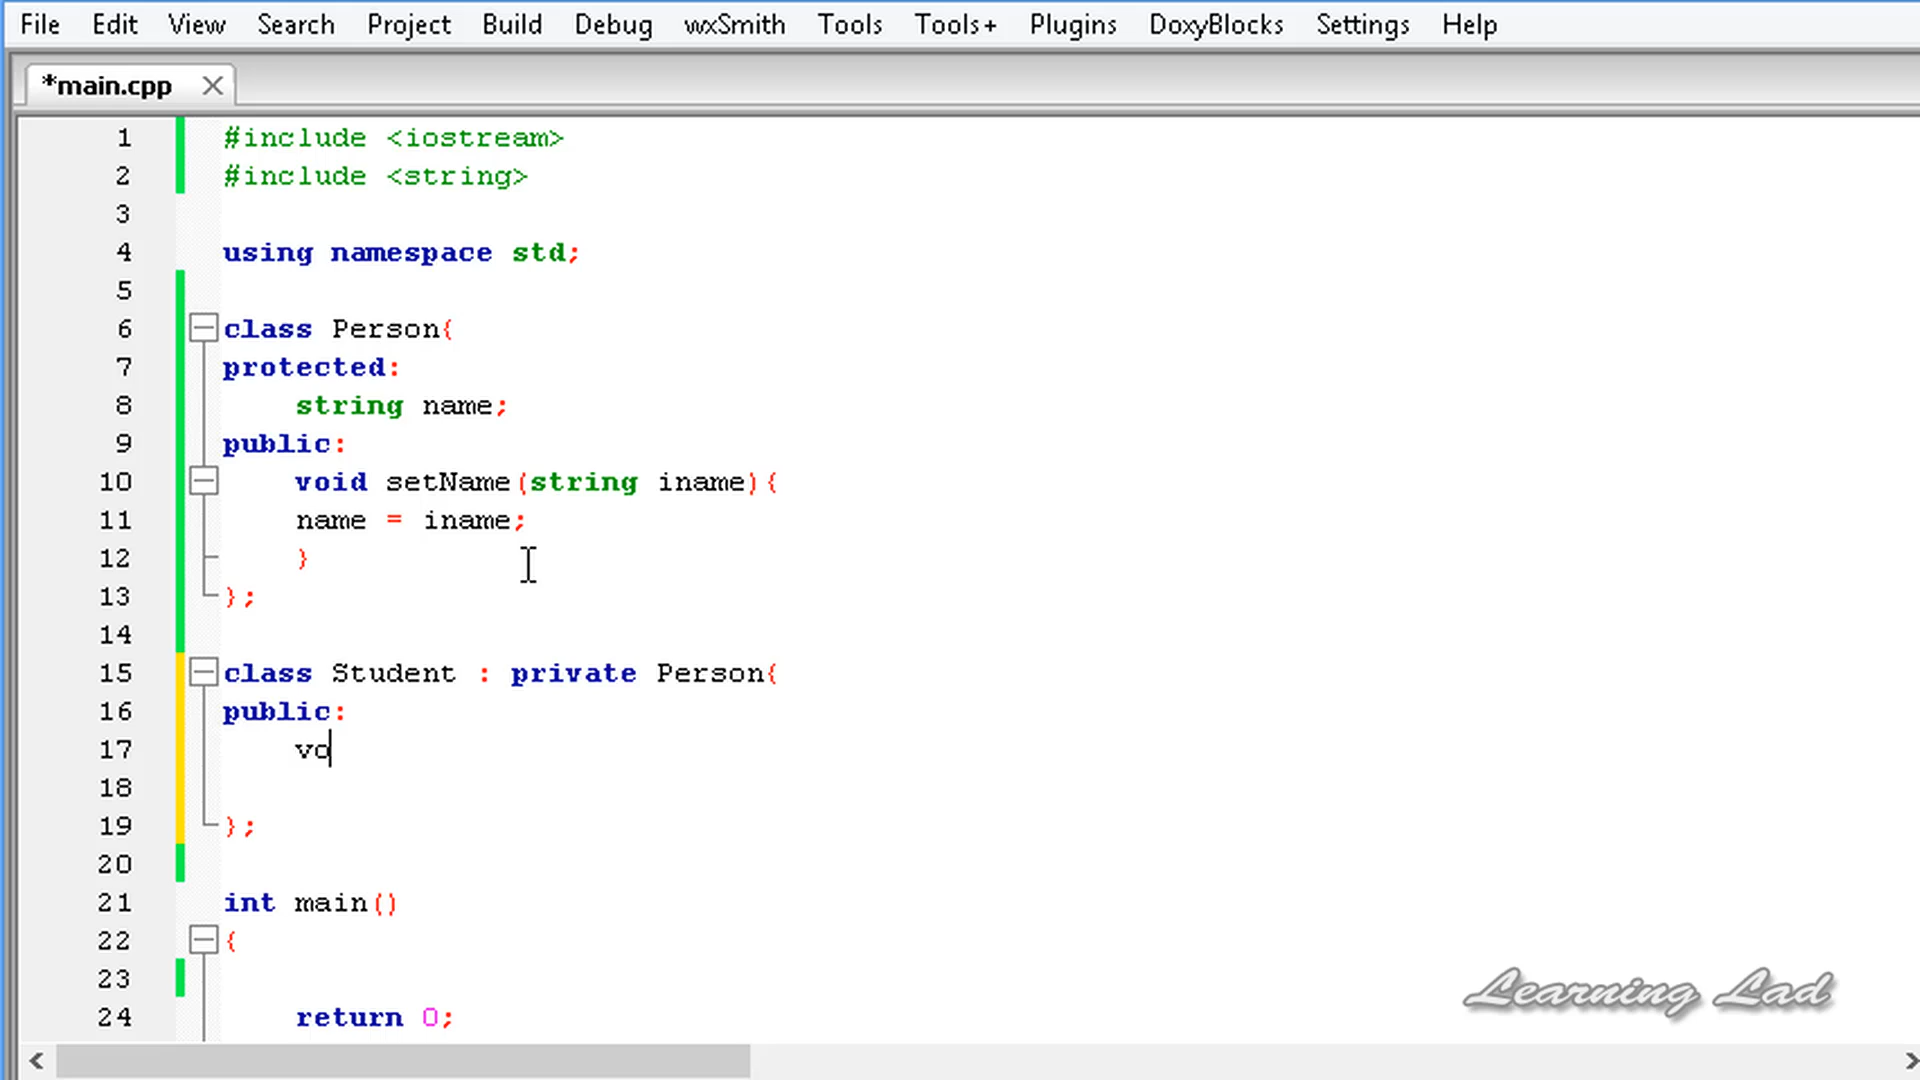 File Edit View Search Project Build Debug wxSmith Tools Tools+ Plugins DoxyBlocks Settings Help
*main.cpp
1 #include <iostream>
2 #include <string>
3
4 using namespace std;
5
6 class Person{
7 protected:
8 string name;
9 public:
10 void setName(string iname){
11 name = iname;
12 }
13 };
14
15 class Student : private Person{
16 public:
17 vo
18
19 };
20
21 int main()
22 {
23
24 return 0;
Learning Lad